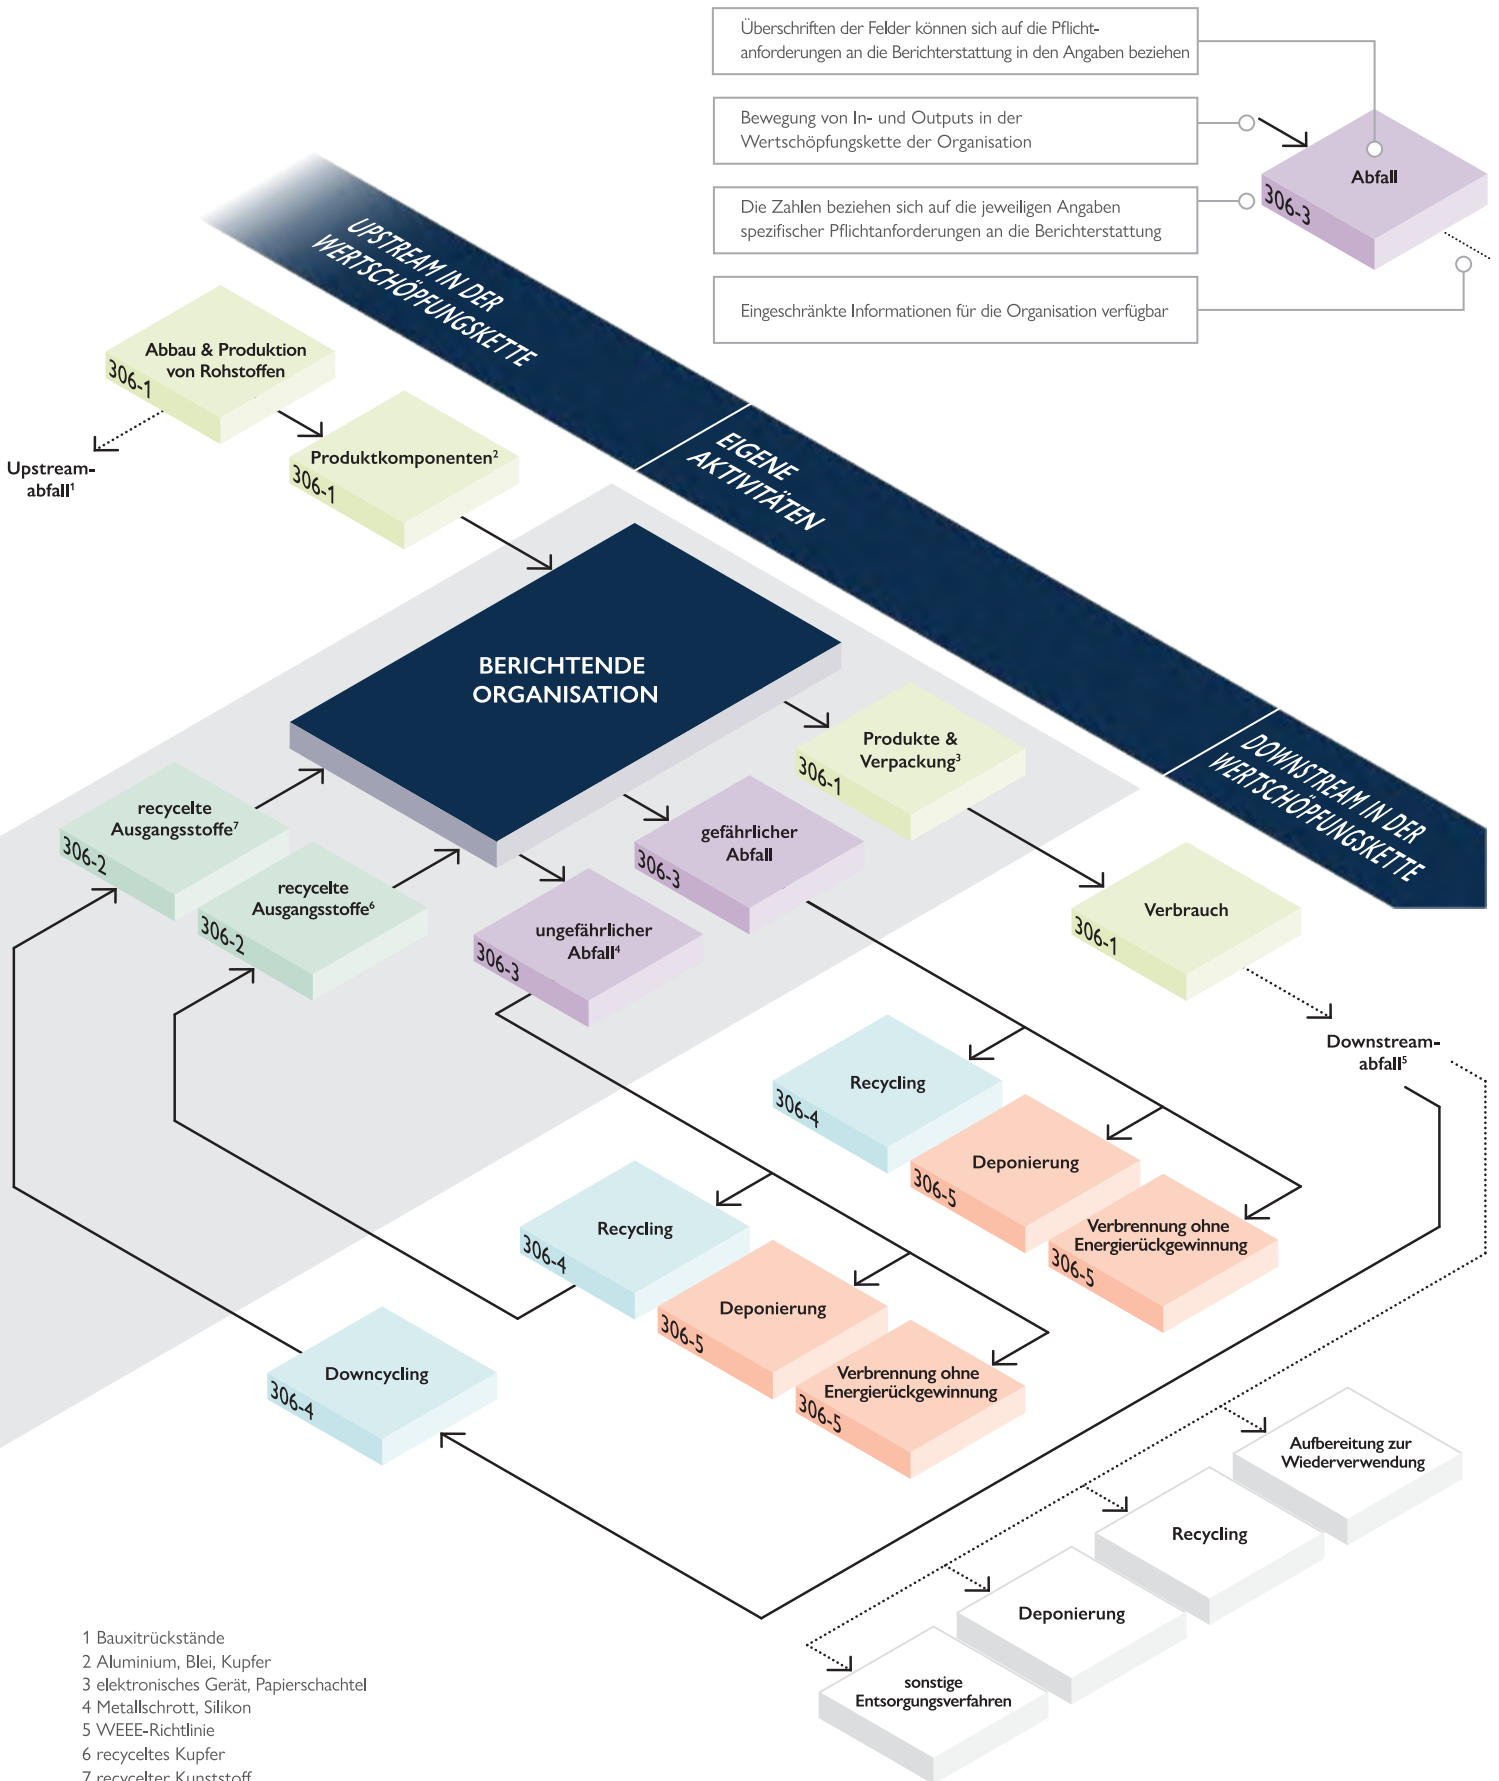 Überschriften der Felder können sich auf die Pflicht-
anforderungen an die Berichterstattung in den Angaben beziehen
Bewegung von In- und Outputs in der
Wertschöpfungskette der Organisation
Die Zahlen beziehen sich auf die jeweiligen Angaben
spezifischer Pflichtanforderungen an die Berichterstattung
Eingeschränkte Informationen für die Organisation verfügbar
Abfall
306-3
UPSTREAM IN DER
WERTSCHÖPFUNGSKETTE
EIGENE
AKTIVITÄTEN
DOWNSTREAM IN DER
WERTSCHÖPFUNGSKETTE
Abbau & Produktion
von Rohstoffen
306-1
Upstream-
abfall¹
Produktkomponenten²
306-1
BERICHTENDE
ORGANISATION
Produkte &
Verpackung³
306-1
recycelte
Ausgangsstoffe⁷
306-2
recycelte
Ausgangsstoffe⁶
306-2
gefährlicher
Abfall
306-3
ungefährlicher
Abfall⁴
306-3
Verbrauch
306-1
Downstream-
abfall⁵
Recycling
306-4
Deponierung
306-5
Verbrennung ohne
Energierückgewinnung
306-5
Recycling
306-4
Deponierung
306-5
Verbrennung ohne
Energierückgewinnung
306-5
Downcycling
306-4
Aufbereitung zur
Wiederverwendung
Recycling
Deponierung
sonstige
Entsorgungsverfahren
1 Bauxitrückstände
2 Aluminium, Blei, Kupfer
3 elektronisches Gerät, Papierschachtel
4 Metallschrott, Silikon
5 WEEE-Richtlinie
6 recyceltes Kupfer
7 recycelter Kunststoff